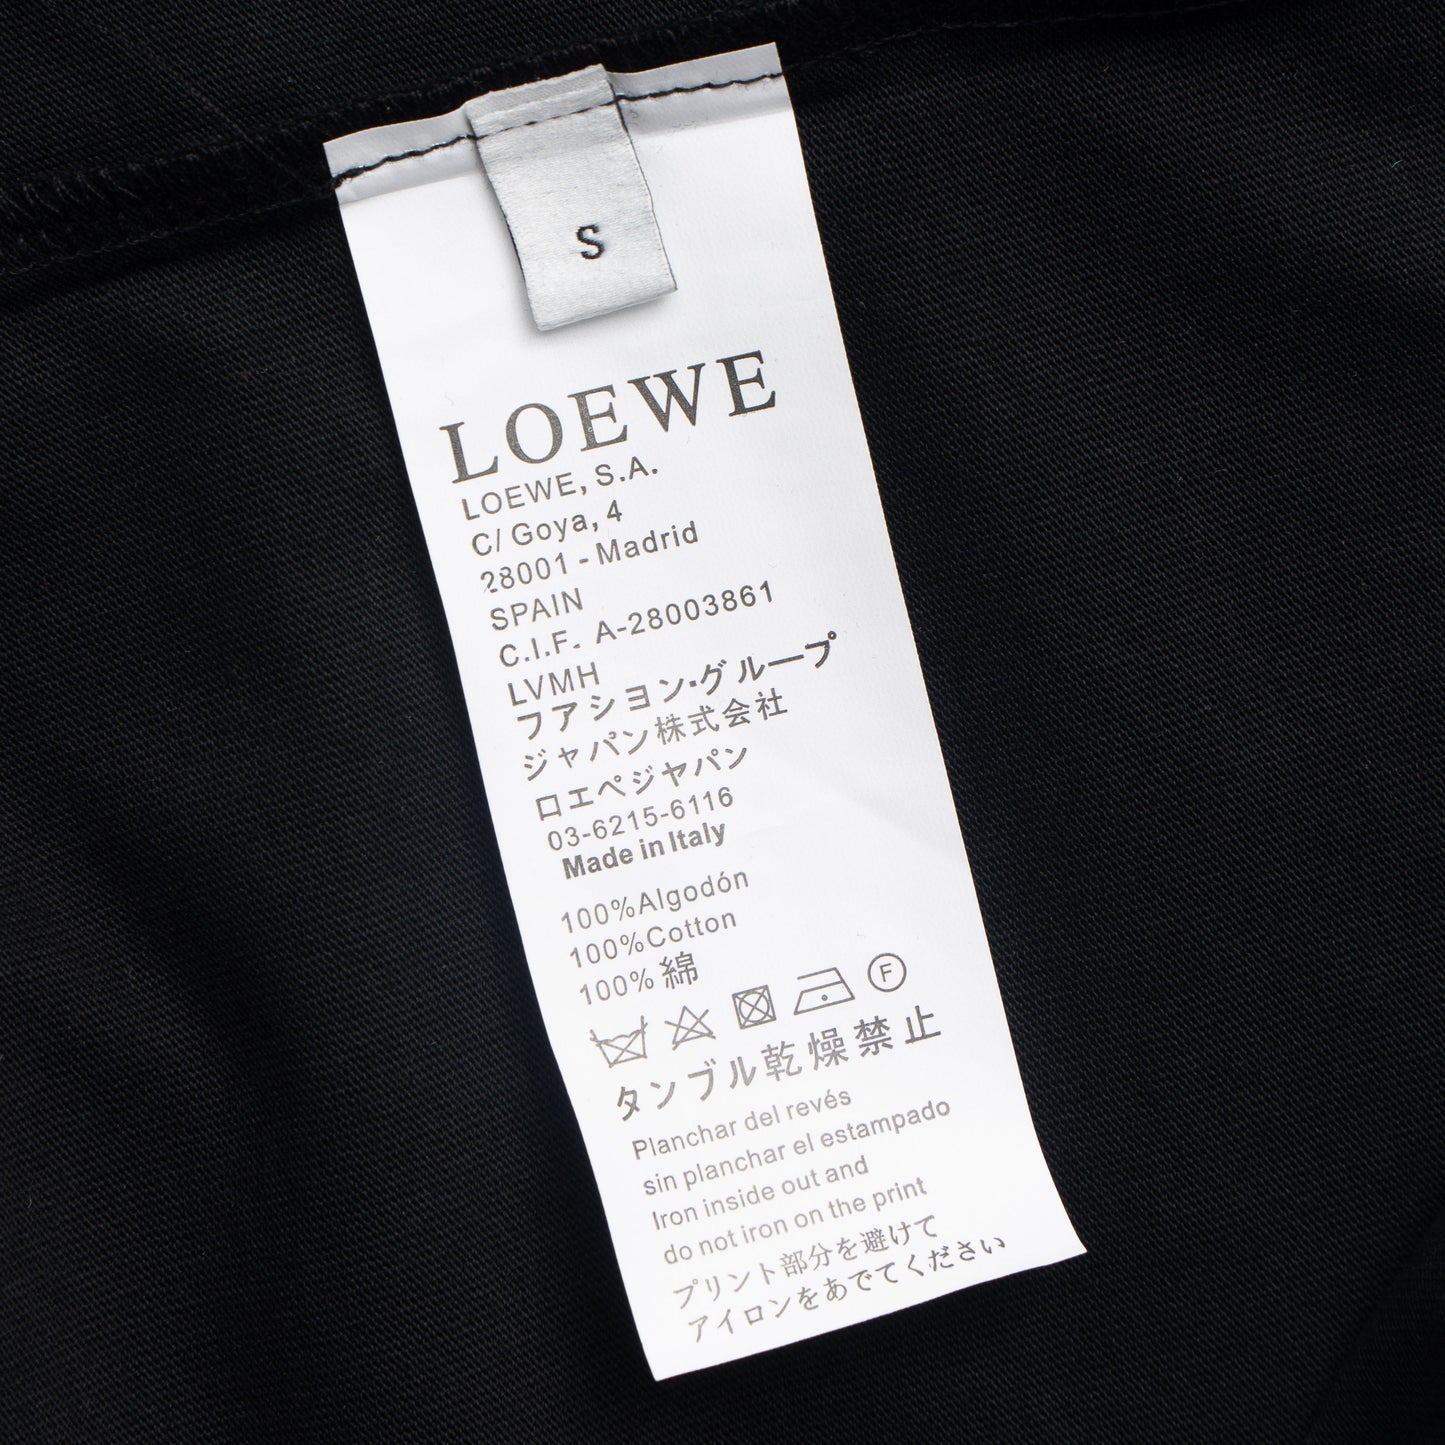 S
LOEWE
LOEWE, S.A.
C/ Goya, 4
28001 - Madrid
SPAIN
C.I.F. A-28003861
LVMH
ファション・グループ
ジャパン株式会社
ロエベジャパン
03-6215-6116
Made in Italy
100%Algodón
100%Cotton
100% 綿
F
タンブル乾燥禁止
Planchar del revés
sin planchar el estampado
Iron inside out and
do not iron on the print
プリント部分を避けて
アイロンをあでてください